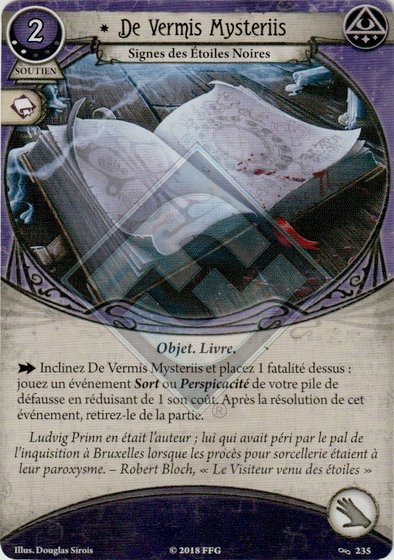 2
De Vermis Mysteriis
Signes des Étoiles Noires
SOUTIEN
Objet. Livre.
Inclinez De Vermis Mysteriis et placez 1 fatalité dessus :
jouez un événement Sort ou Perspicacité de votre pile de
défausse en réduisant de 1 son coût. Après la résolution de cet
événement, retirez-le de la partie.
Ludvig Prinn en était l'auteur ; lui qui avait péri par le pal de
l'inquisition à Bruxelles lorsque les procès pour sorcellerie étaient à
leur paroxysme. – Robert Bloch, « Le Visiteur venu des étoiles »
Illus. Douglas Sirois
© 2018 FFG
235